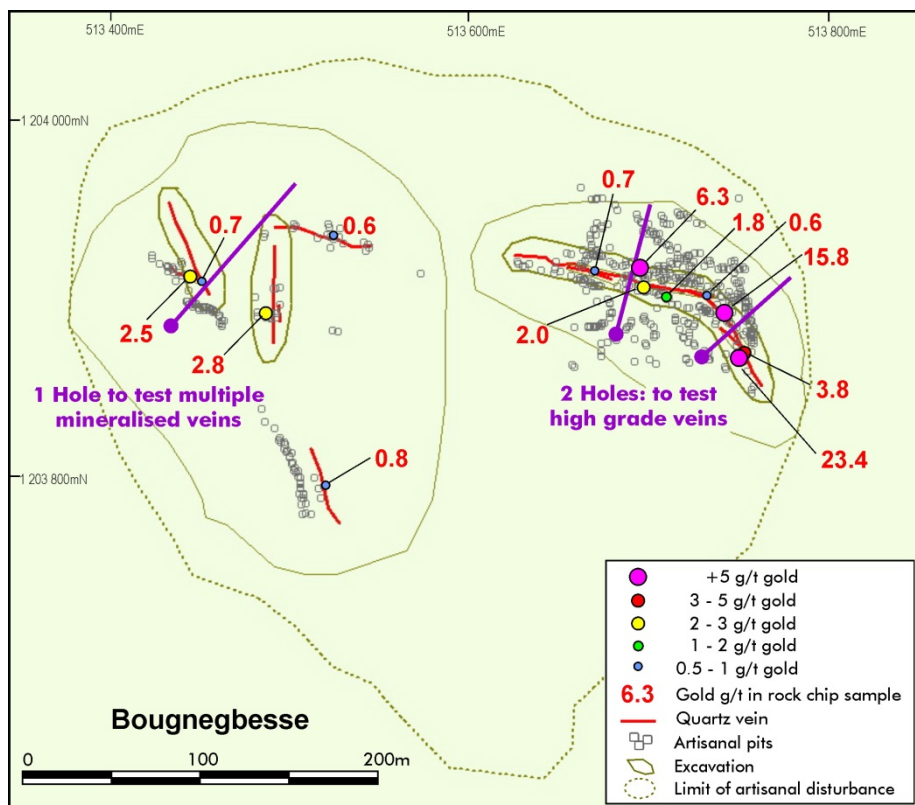 513 400mE
513 600mE
513 800mE
1 204 000mN
0.7
6.3
0.7
0.6
1.8
0.6
15.8
2.5
2.8
2.0
1 Hole to test multiple
mineralised veins
2 Holes: to test
high grade veins
3.8
0.8
23.4
1 203 800mN
+5 g/t gold
3 - 5 g/t gold
2 - 3 g/t gold
1 - 2 g/t gold
0.5 - 1 g/t gold
6.3 Gold g/t in rock chip sample
Quartz vein
Artisanal pits
Excavation
Limit of artisanal disturbance
Bougnegbesse
0 100 200m